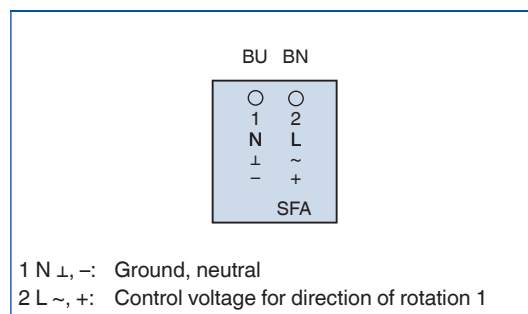 BU BN
1 2
N L
⊥ ~
– +
SFA
1 N ⊥, –: Ground, neutral
2 L ~, +: Control voltage for direction of rotation 1